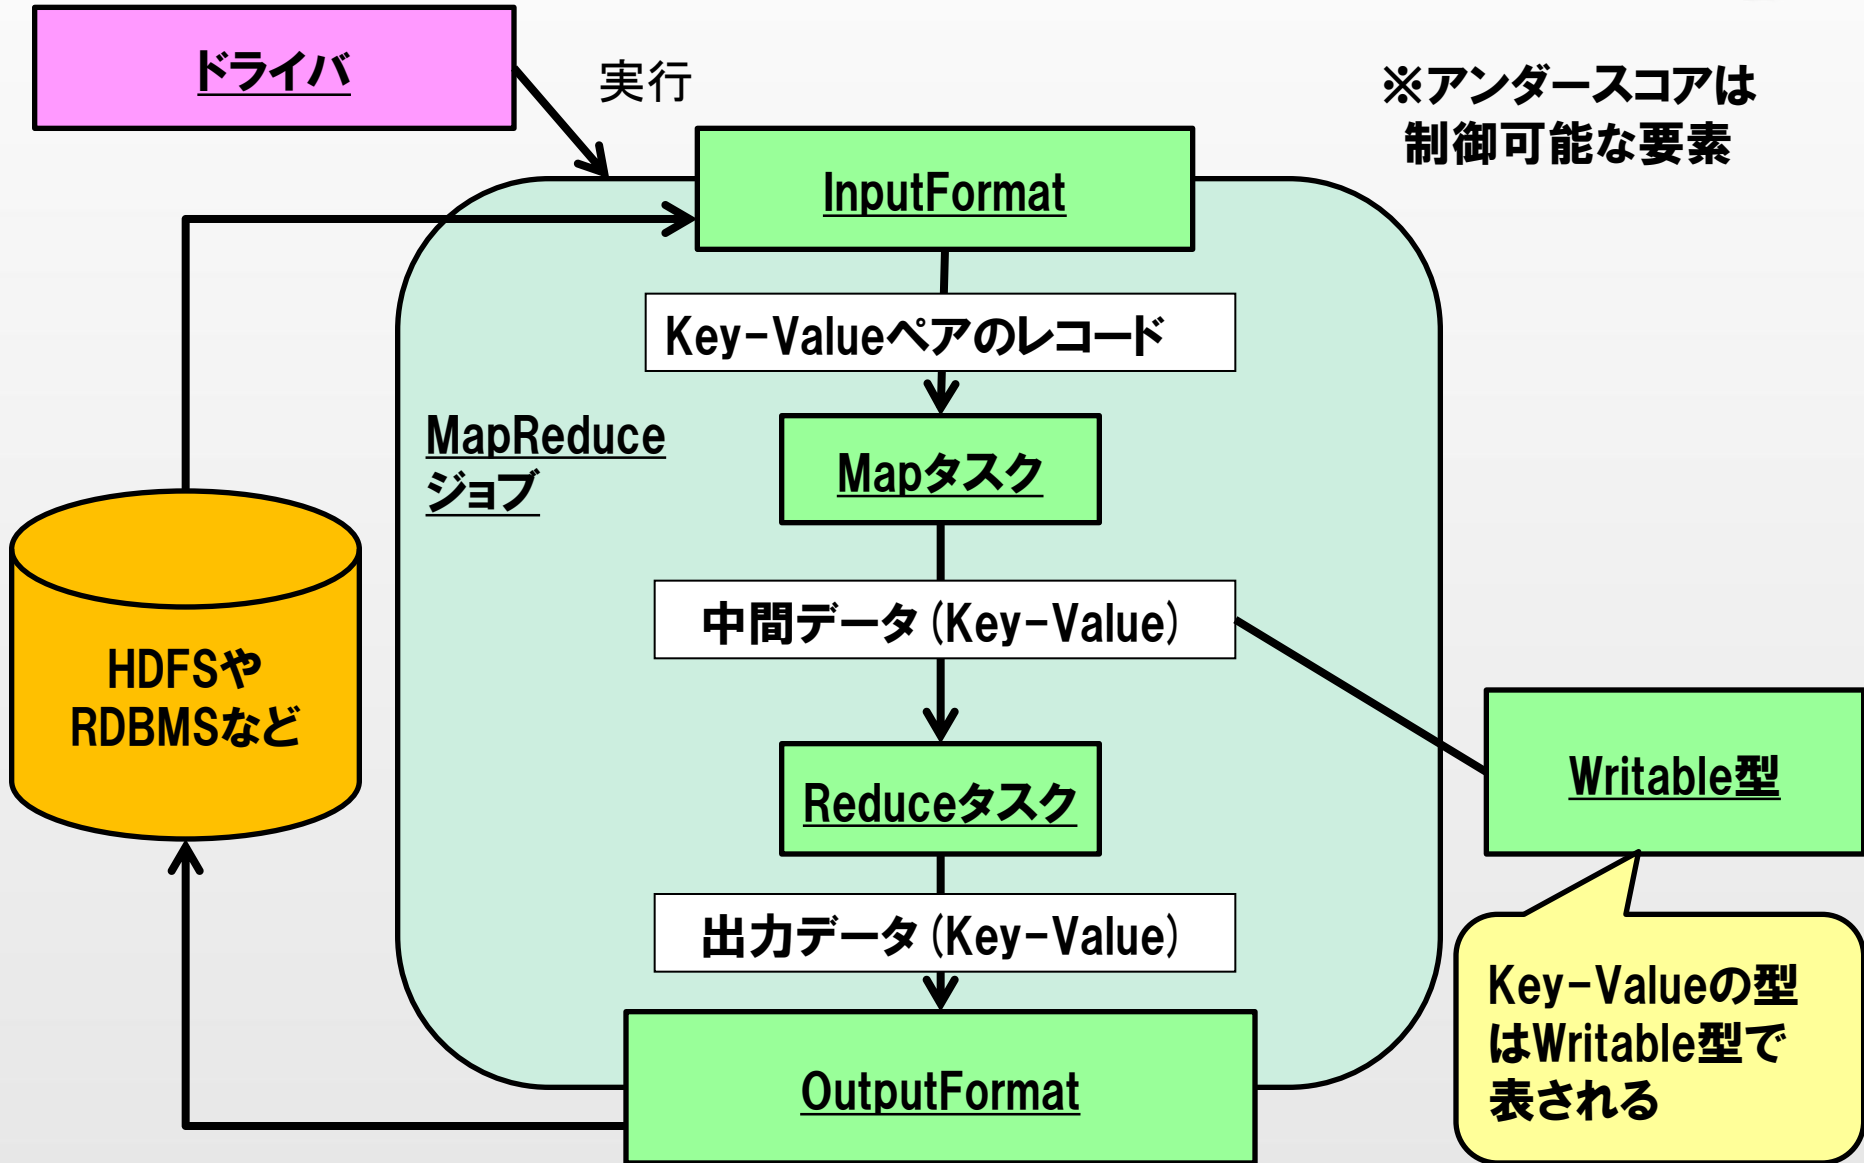 ドライバ
実行
※アンダースコアは
制御可能な要素
InputFormat
Key-Valueペアのレコード
MapReduce
ジョブ
Mapタスク
中間データ(Key-Value)
HDFSや
RDBMSなど
Writable型
Reduceタスク
出力データ(Key-Value)
Key-Valueの型
はWritable型で
表される
OutputFormat